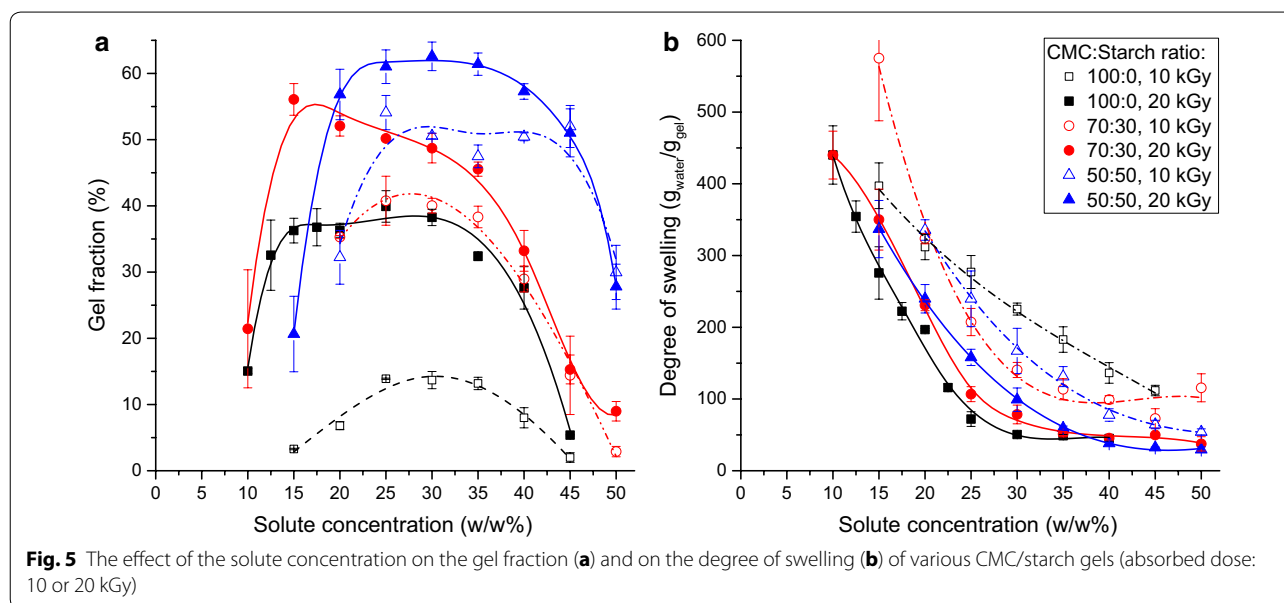 a
Gel fraction (%)
60
50
40
30
20
10
0
0 5 10 15 20 25 30 35 40 45 50
Solute concentration (w/w%)
b
Degree of swelling (g_water/g_gel)
600
500
400
300
200
100
0
0 5 10 15 20 25 30 35 40 45 50
Solute concentration (w/w%)
CMC:Starch ratio:
100:0, 10 kGy
100:0, 20 kGy
70:30, 10 kGy
70:30, 20 kGy
50:50, 10 kGy
50:50, 20 kGy
Fig. 5 The effect of the solute concentration on the gel fraction (a) and on the degree of swelling (b) of various CMC/starch gels (absorbed dose:
10 or 20 kGy)